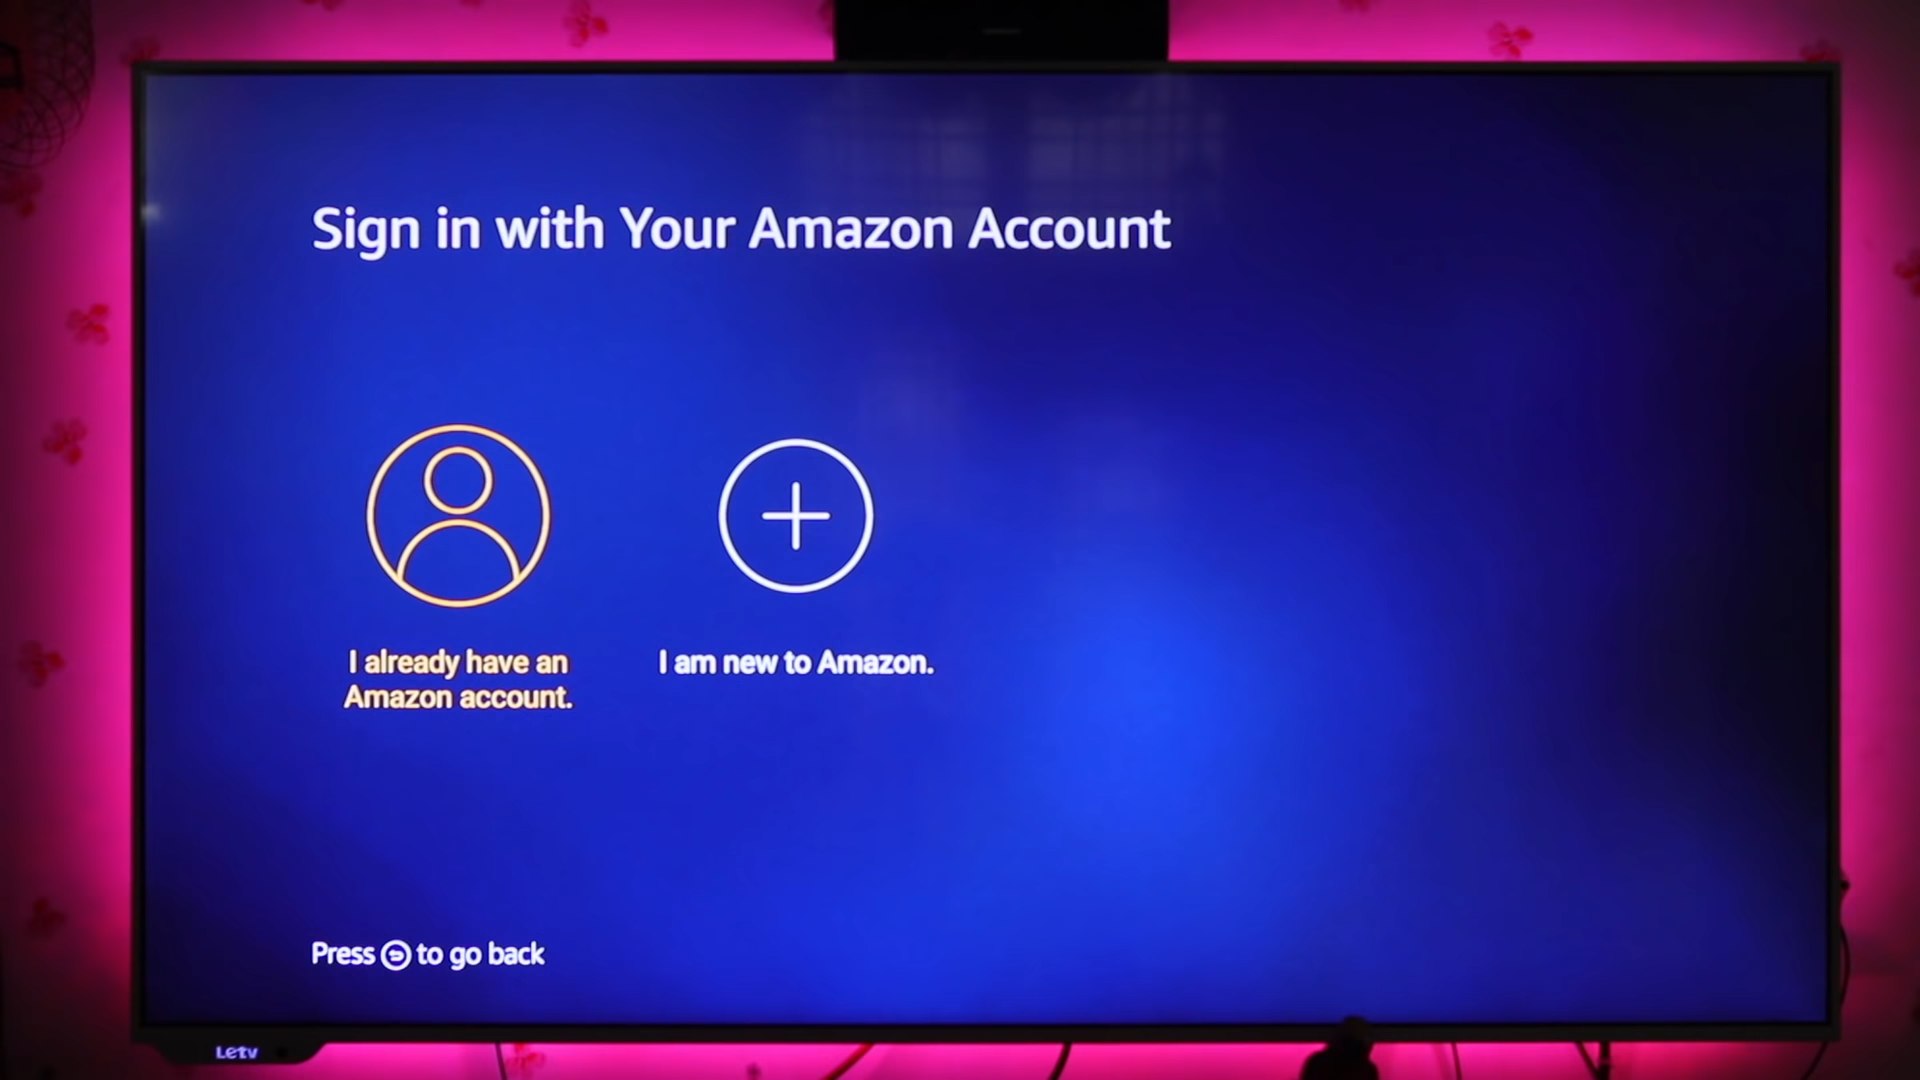 Sign in with Your Amazon Account
I already have an
Amazon account.
I am new to Amazon.
Press to go back
Letv